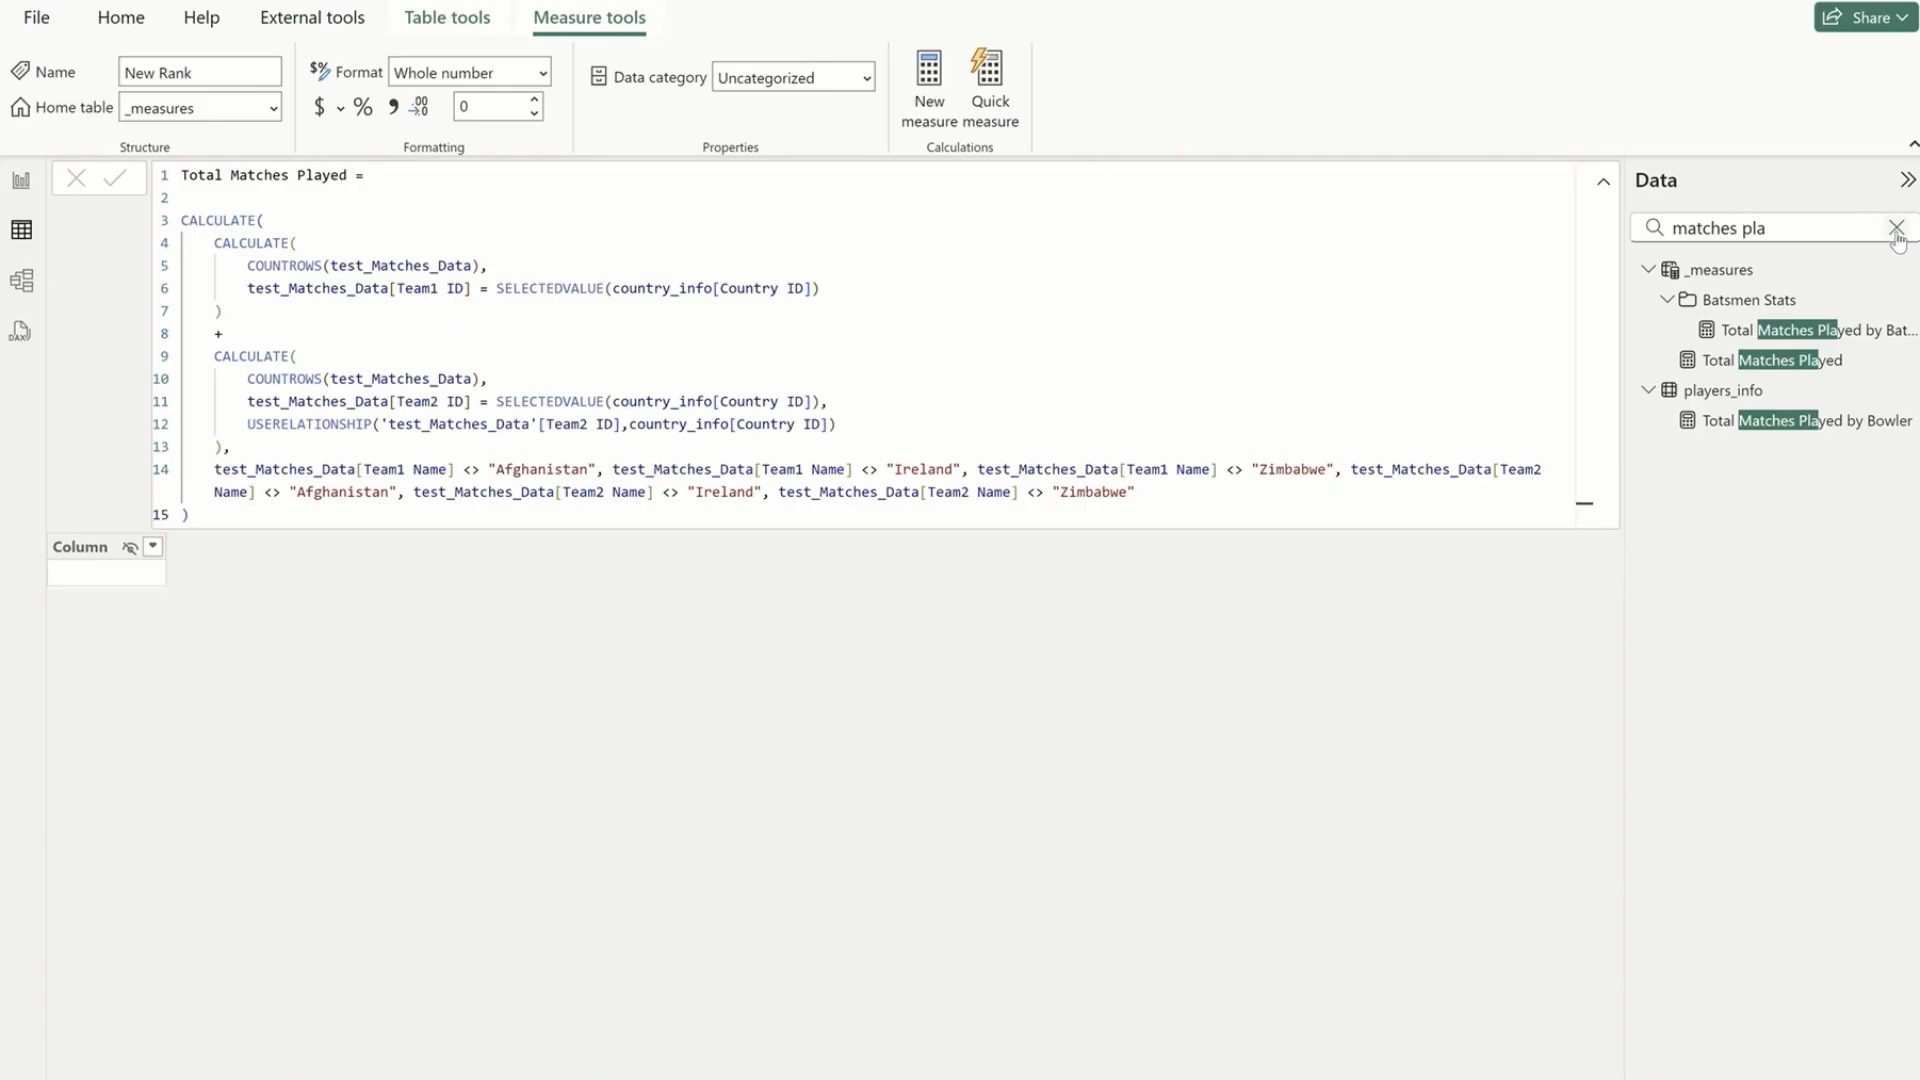 File Home Help External tools Table tools Measure tools Share
Name New Rank
Home table _measures
Structure
$% Format Whole number
$ % 9 .00 →0 0
Formatting
Data category Uncategorized
Properties
New measure
Quick measure
Calculations
1 Total Matches Played =
2
3 CALCULATE(
4 CALCULATE(
5 COUNTROWS(test_Matches_Data),
6 test_Matches_Data[Team1 ID] = SELECTEDVALUE(country_info[Country ID])
7 )
8 +
9 CALCULATE(
10 COUNTROWS(test_Matches_Data),
11 test_Matches_Data[Team2 ID] = SELECTEDVALUE(country_info[Country ID]),
12 USERELATIONSHIP('test_Matches_Data'[Team2 ID],country_info[Country ID])
13 ),
14 test_Matches_Data[Team1 Name] <> "Afghanistan", test_Matches_Data[Team1 Name] <> "Ireland", test_Matches_Data[Team1 Name] <> "Zimbabwe", test_Matches_Data[Team2
Name] <> "Afghanistan", test_Matches_Data[Team2 Name] <> "Ireland", test_Matches_Data[Team2 Name] <> "Zimbabwe"
15 )
DAX
Column
Data
matches pla
_measures
Batsmen Stats
Total Matches Played by Bat...
Total Matches Played
players_info
Total Matches Played by Bowler